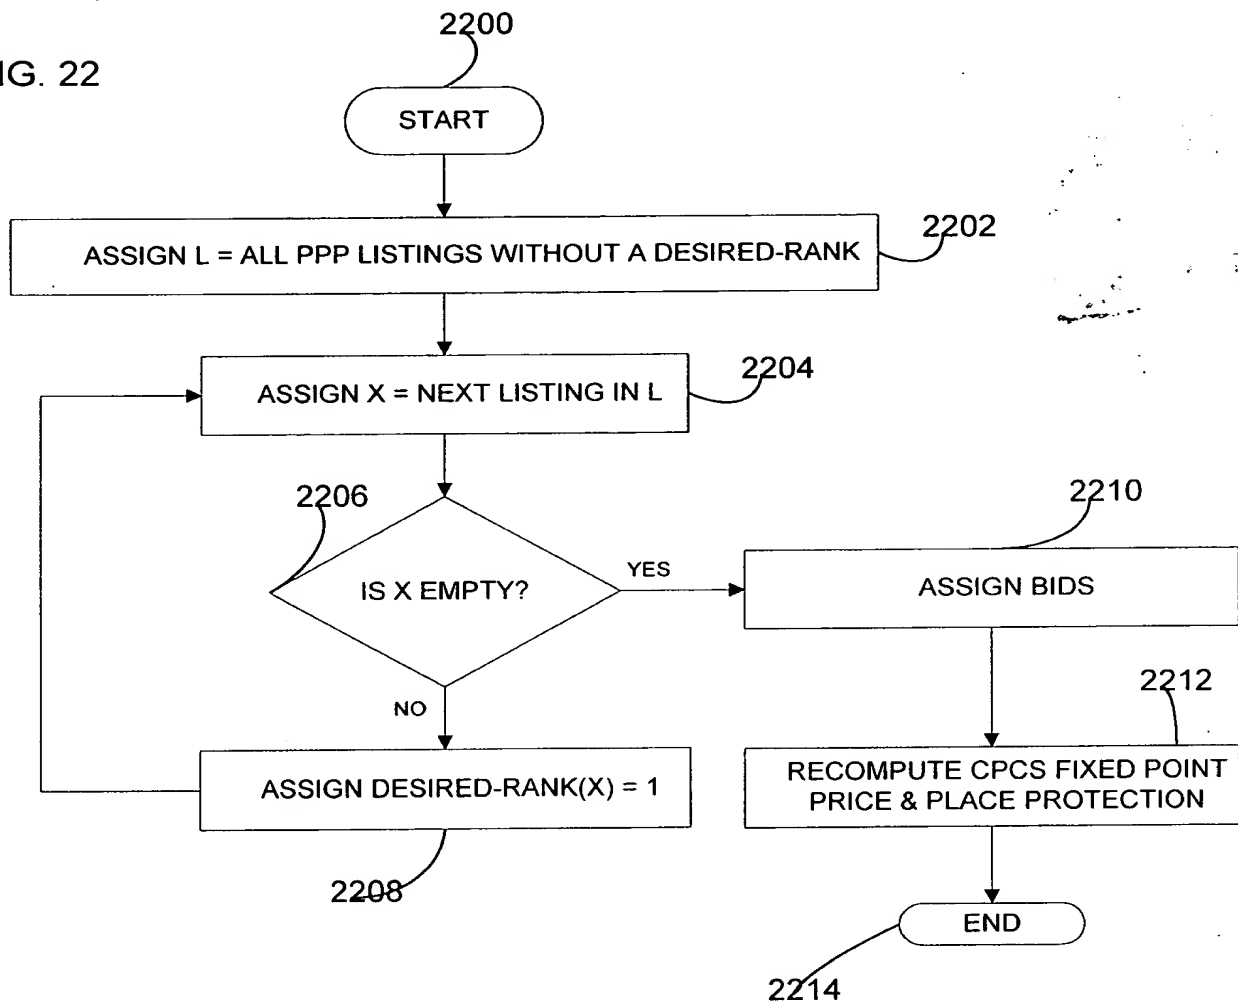 2200
IG. 22
START
2202
ASSIGN L = ALL PPP LISTINGS WITHOUT A DESIRED-RANK
2204
ASSIGN X = NEXT LISTING IN L
2206
2210
IS X EMPTY?
YES
ASSIGN BIDS
NO
2212
ASSIGN DESIRED-RANK(X) = 1
RECOMPUTE CPCS FIXED POINT
PRICE & PLACE PROTECTION
2208
END
2214